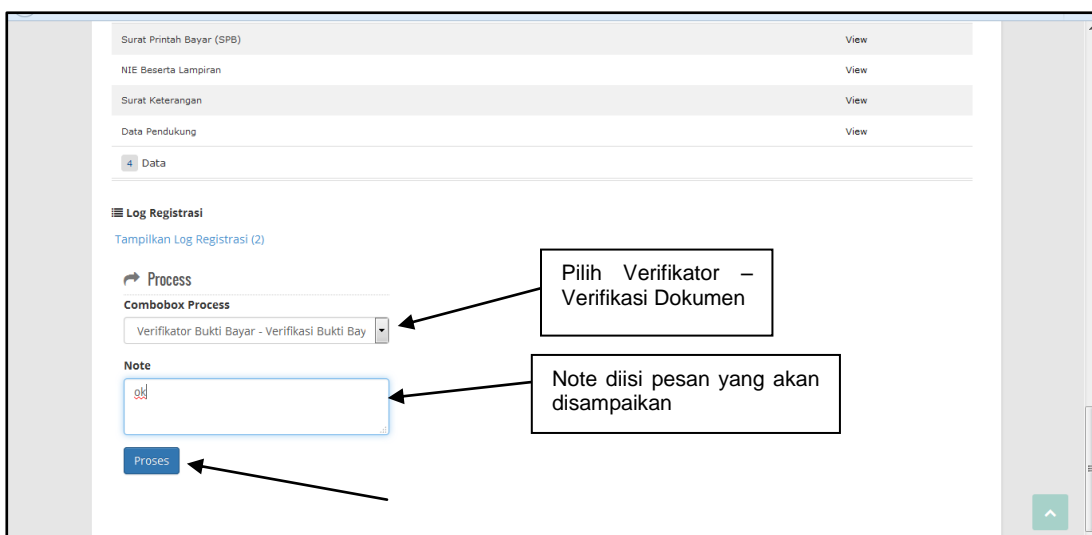 Surat Printah Bayar (SPB) View
NIE Beserta Lampiran View
Surat Keterangan View
Data Pendukung View
4 Data
Log Registrasi
Tampilkan Log Registrasi (2)
Process
Combobox Process
Verifikator Bukti Bayar - Verifikasi Bukti Bay
Note
ok
Proses
Pilih Verifikator –
Verifikasi Dokumen
Note diisi pesan yang akan
disampaikan